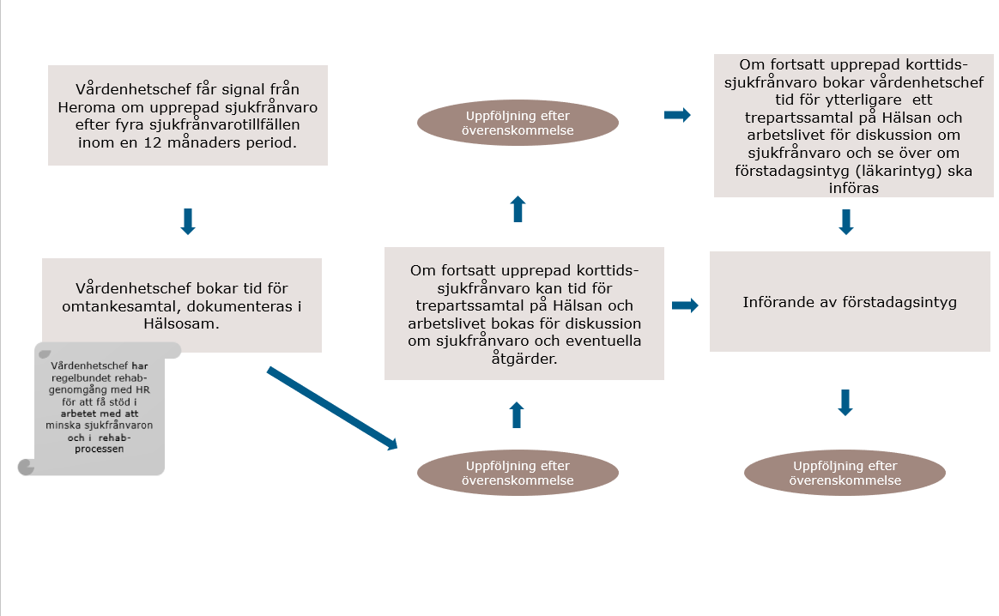 Vårdenhetschef får signal från
Heroma om upprepad sjukfrånvaro
efter fyra sjukfrånvarotillfällen
inom en 12 månaders period.
Vårdenhetschef bokar tid för
omtankesamtal, dokumenteras i
Hälsosam.
Vårdenhetschef har
regelbundet rehab-
genomgång med HR
för att få stöd i
arbetet med att
minska sjukfrånvaron
och i rehab-
processen
Uppföljning efter
överenskommelse
Om fortsatt upprepad korttids-
sjukfrånvaro kan tid för
trepartssamtal på Hälsan och
arbetslivet bokas för diskussion
om sjukfrånvaro och eventuella
åtgärder.
Uppföljning efter
överenskommelse
Om fortsatt upprepad korttids-
sjukfrånvaro bokar vårdenhetschef
tid för ytterligare ett
trepartssamtal på Hälsan och
arbetslivet för diskussion om
sjukfrånvaro och se över om
förstadagsintyg (läkarintyg) ska
införas
Införande av förstadagsintyg
Uppföljning efter
överenskommelse